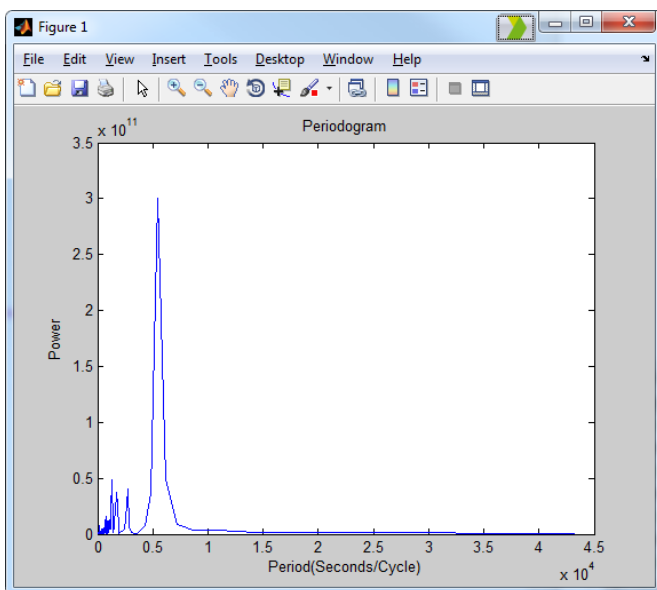 Figure 1
File Edit View Insert Tools Desktop Window Help
Periodogram
x 10^11
3.5
3
2.5
2
1.5
1
0.5
0
Power
0 0.5 1 1.5 2 2.5 3 3.5 4 4.5
Period(Seconds/Cycle)
x 10^4